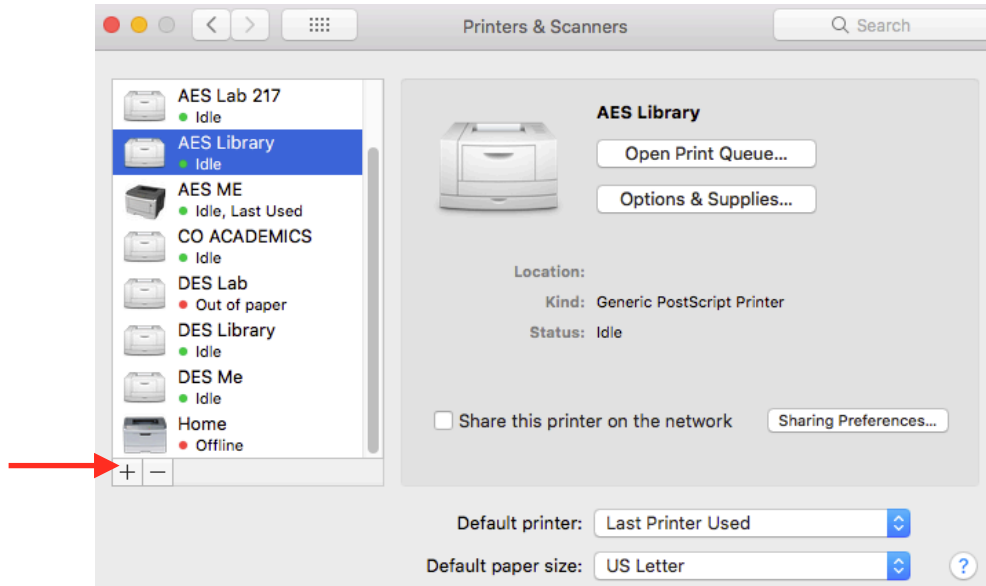 Printers & Scanners
Search
AES Lab 217
Idle
AES Library
Idle
AES ME
Idle, Last Used
CO ACADEMICS
Idle
DES Lab
Out of paper
DES Library
Idle
DES Me
Idle
Home
Offline
+ −
AES Library
Open Print Queue...
Options & Supplies...
Location:
Kind: Generic PostScript Printer
Status: Idle
Share this printer on the network
Sharing Preferences...
Default printer: Last Printer Used
Default paper size: US Letter
?